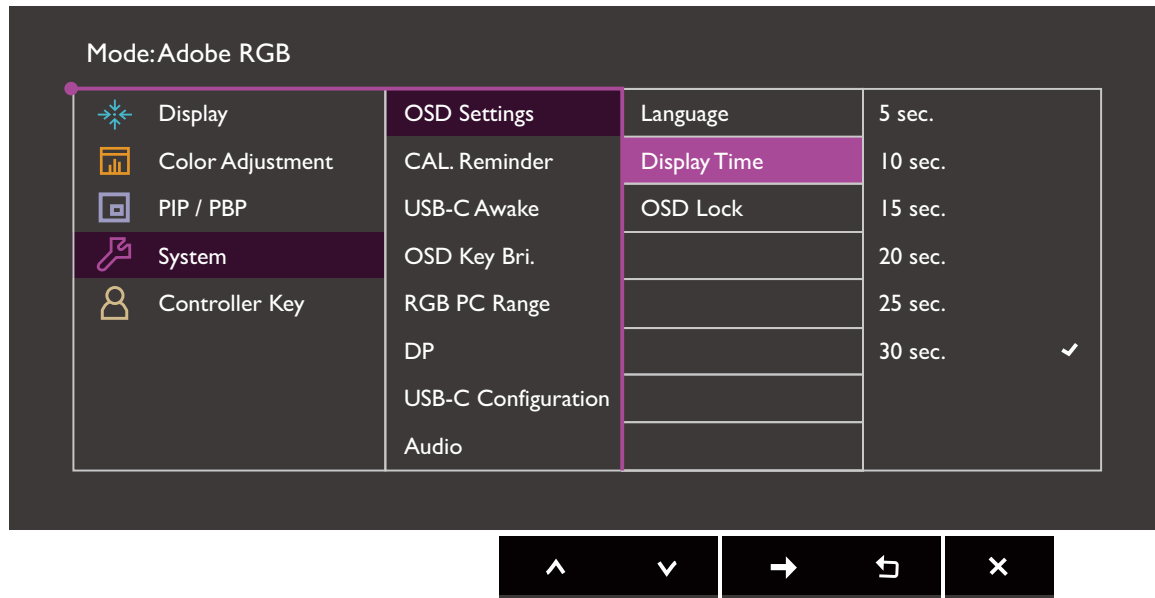 Mode: Adobe RGB
Display
Color Adjustment
PIP / PBP
System
Controller Key
OSD Settings
CAL. Reminder
USB-C Awake
OSD Key Bri.
RGB PC Range
DP
USB-C Configuration
Audio
Language
Display Time
OSD Lock
5 sec.
10 sec.
15 sec.
20 sec.
25 sec.
30 sec.